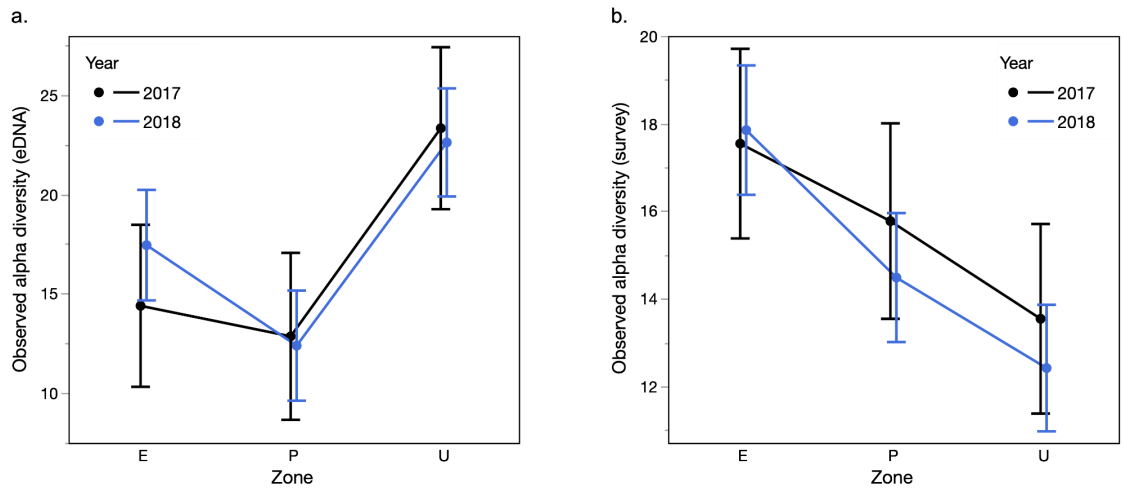 a.
Observed alpha diversity (eDNA)
25
20
15
10
Year
2017
2018
E P U
Zone
b.
Observed alpha diversity (survey)
20
18
16
14
12
Year
2017
2018
E P U
Zone